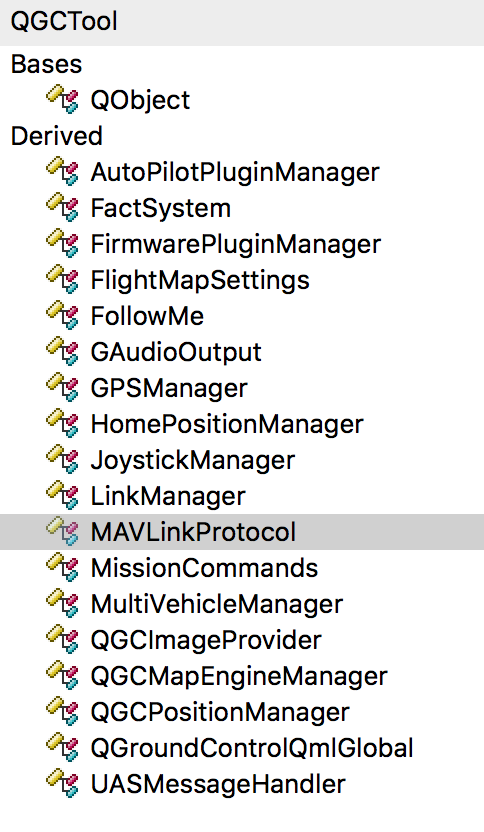 QGCTool
Bases
QObject
Derived
AutoPilotPluginManager
FactSystem
FirmwarePluginManager
FlightMapSettings
FollowMe
GAudioOutput
GPSManager
HomePositionManager
JoystickManager
LinkManager
MAVLinkProtocol
MissionCommands
MultiVehicleManager
QGCImageProvider
QGCMapEngineManager
QGCPositionManager
QGroundControlQmlGlobal
UASMessageHandler